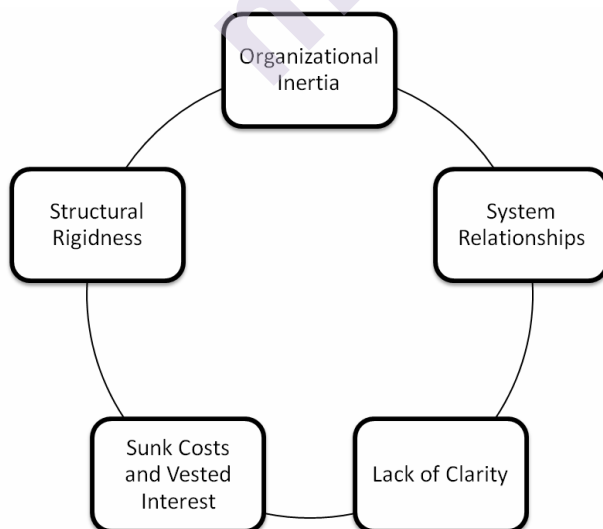 Organizational
Inertia
Structural
Rigidness
System
Relationships
Sunk Costs
and Vested
Interest
Lack of Clarity